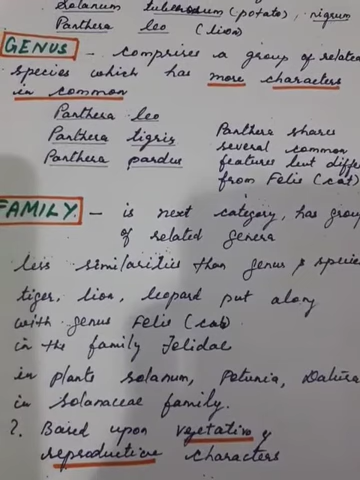 Solanum tuberosum (potato), nigrum
Panthera leo (lion)
GENUS - comprises a group of related
species which has more characters
in common
Panthera leo
Panthera tigris
Panthera pardus
Panthera shares
several common
features but diffe
from Felis (cat)
FAMILY - is next category, has group
of related genera
less similarities than genus & species
tiger, lion, leopard put along
with genus Felis (cat)
in the family Felidae
in plants Solanum, Petunia, Datura
in Solanaceae family.
2. Based upon vegetative &
reproductive characters